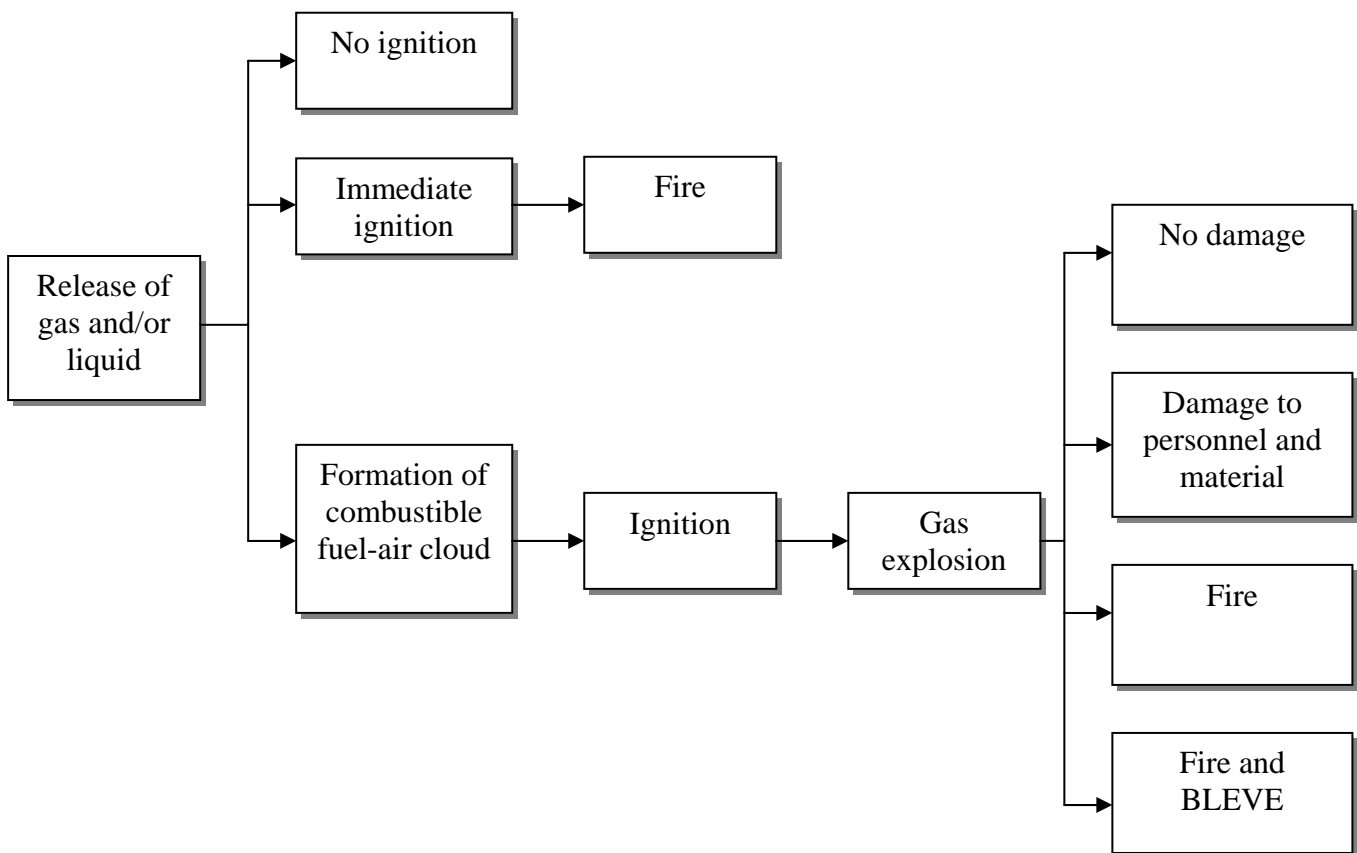 No ignition
Immediate
ignition
Fire
Release of
gas and/or
liquid
Formation of
combustible
fuel-air cloud
Ignition
Gas
explosion
No damage
Damage to
personnel and
material
Fire
Fire and
BLEVE